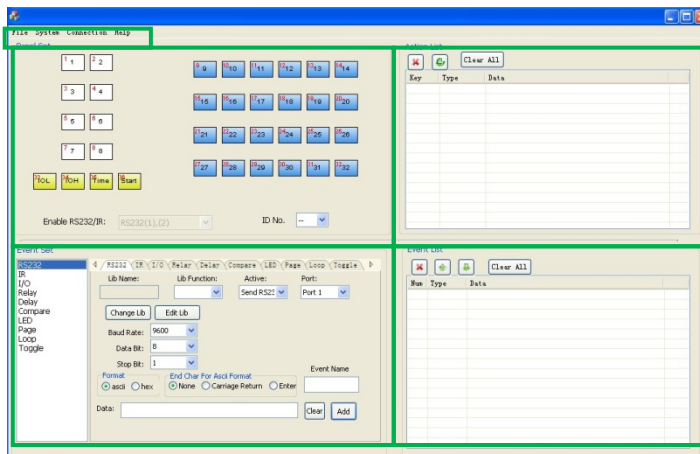 File System Connection Help
Panel Set
1 1 2 2
3 3 4 4
5 5 6 6
7 7 8 8
33 IOL 34 IOH 35 Time 36 Start
9 9 10 10 11 11 12 12 13 13 14 14
15 15 16 16 17 17 18 18 19 19 20 20
21 21 22 22 23 23 24 24 25 25 26 26
27 27 28 28 29 29 30 30 31 31 32 32
Enable RS232/IR: RS232(1),(2) ID No. --
Action List
Clear All
Key Type Data
Event Set
RS232
IR
I/O
Relay
Delay
Compare
LED
Page
Loop
Toggle
RS232 IR I/O Relay Delay Compare LED Page Loop Toggle
Lib Name: Lib Function: Active: Port:
Send RS23 Port 1
Change Lib Edit Lib
Baud Rate: 9600
Data Bit: 8
Stop Bit: 1
Format End Char For Ascii Format Event Name
ascii hex None Carriage Return Enter
Data: Clear Add
Event List
Clear All
Num Type Data